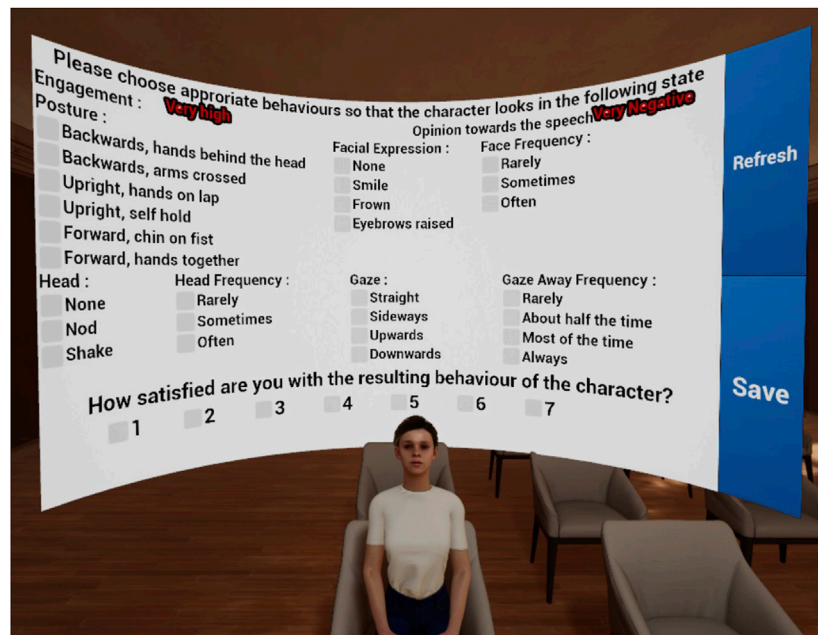 Please choose approriate behaviours so that the character looks in the following state
Engagement : Very high
Opinion towards the speech Very Negative
Posture :
Backwards, hands behind the head
Backwards, arms crossed
Upright, hands on lap
Upright, self hold
Forward, chin on fist
Forward, hands together
Facial Expression :
None
Smile
Frown
Eyebrows raised
Face Frequency :
Rarely
Sometimes
Often
Head :
None
Nod
Shake
Head Frequency :
Rarely
Sometimes
Often
Gaze :
Straight
Sideways
Upwards
Downwards
Gaze Away Frequency :
Rarely
About half the time
Most of the time
Always
How satisfied are you with the resulting behaviour of the character?
1 2 3 4 5 6 7
Refresh
Save